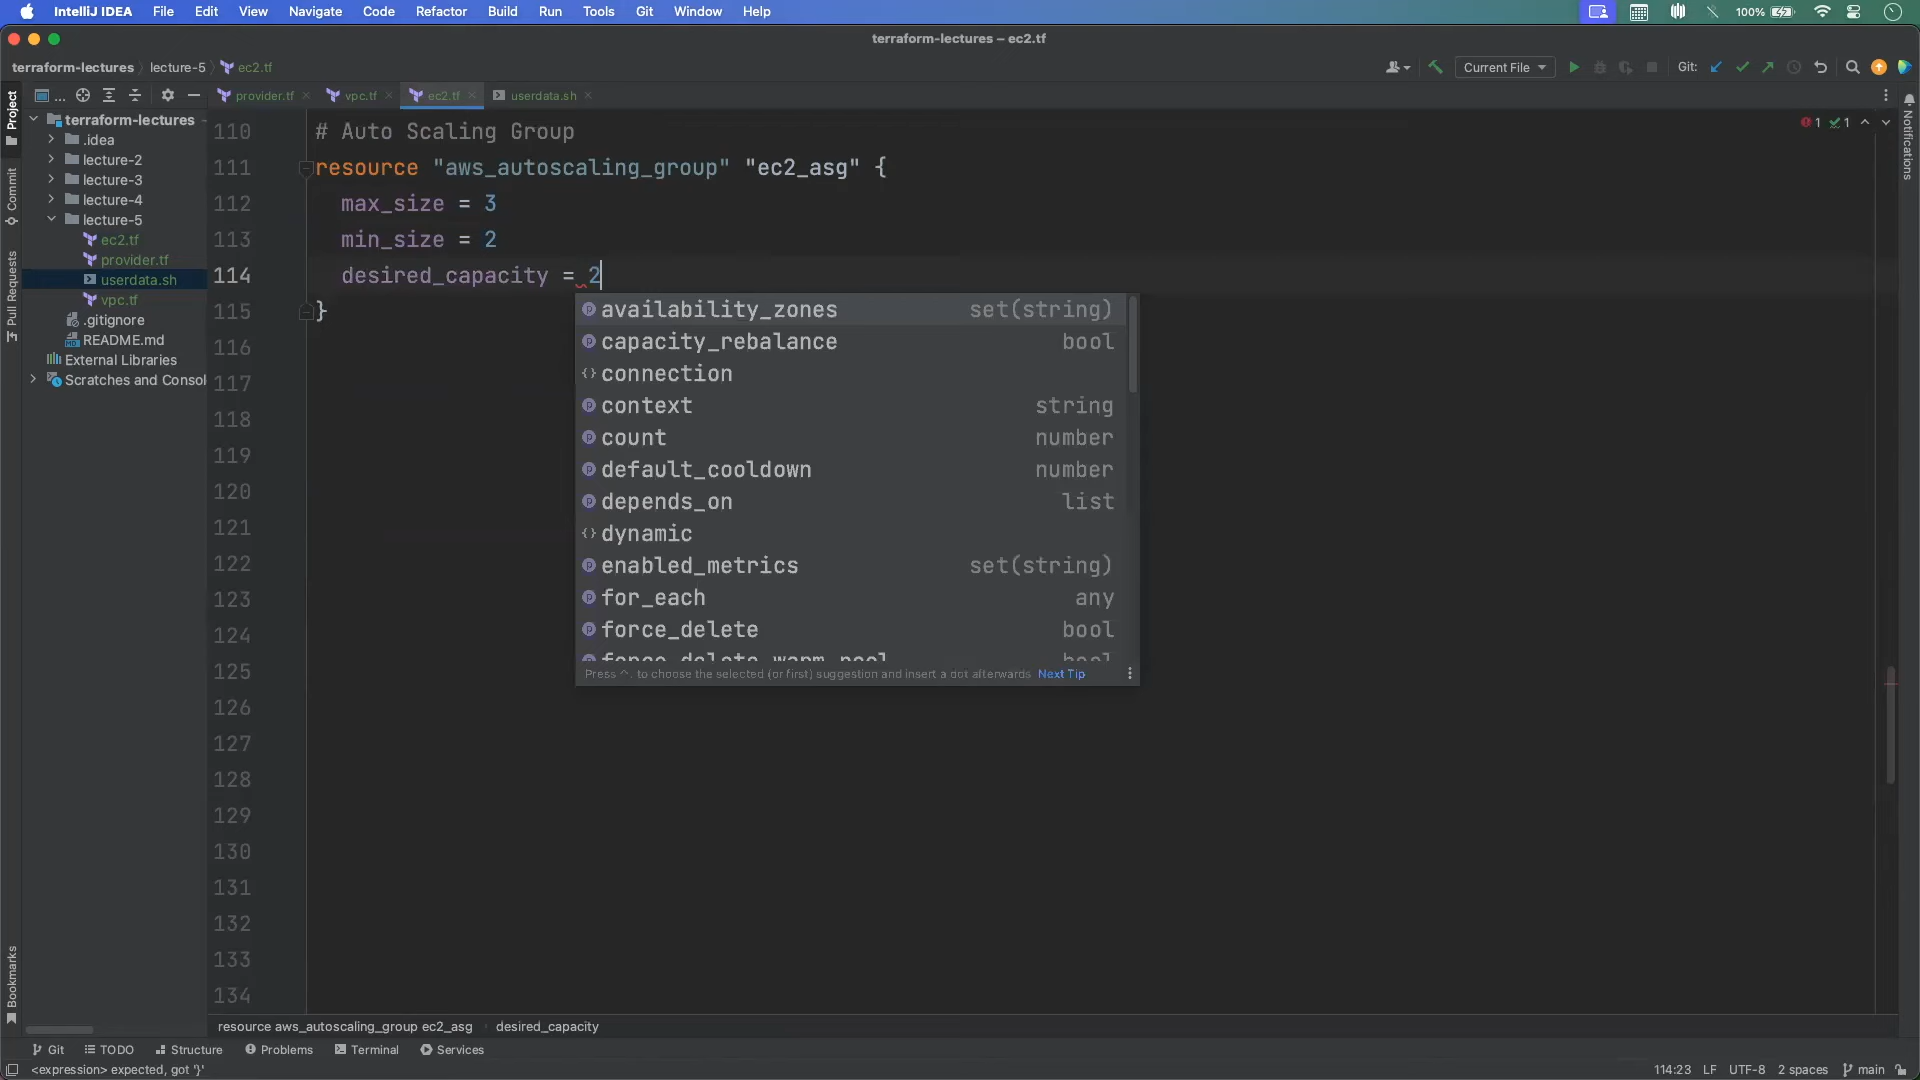 IntelliJ IDEA File Edit View Navigate Code Refactor Build Run Tools Git Window Help 100%
terraform-lectures – ec2.tf
terraform-lectures lecture-5 ec2.tf Current File Git:
Project
Commit
Pull Requests
Bookmarks
Notifications
...
provider.tf vpc.tf ec2.tf userdata.sh
terraform-lectures
.idea
lecture-2
lecture-3
lecture-4
lecture-5
ec2.tf
provider.tf
userdata.sh
vpc.tf
.gitignore
README.md
External Libraries
Scratches and Consol
1 1
110 # Auto Scaling Group
111 resource "aws_autoscaling_group" "ec2_asg" {
112 max_size = 3
113 min_size = 2
114 desired_capacity = 2
115 }
116
117
118
119
120
121
122
123
124
125
126
127
128
129
130
131
132
133
134
availability_zones set(string)
capacity_rebalance bool
connection
context string
count number
default_cooldown number
depends_on list
dynamic
enabled_metrics set(string)
for_each any
force_delete bool
force_delete_warm_pool bool
Press ^. to choose the selected (or first) suggestion and insert a dot afterwards Next Tip
resource aws_autoscaling_group ec2_asg desired_capacity
Git TODO Structure Problems Terminal Services
<expression> expected, got '}' 114:23 LF UTF-8 2 spaces main